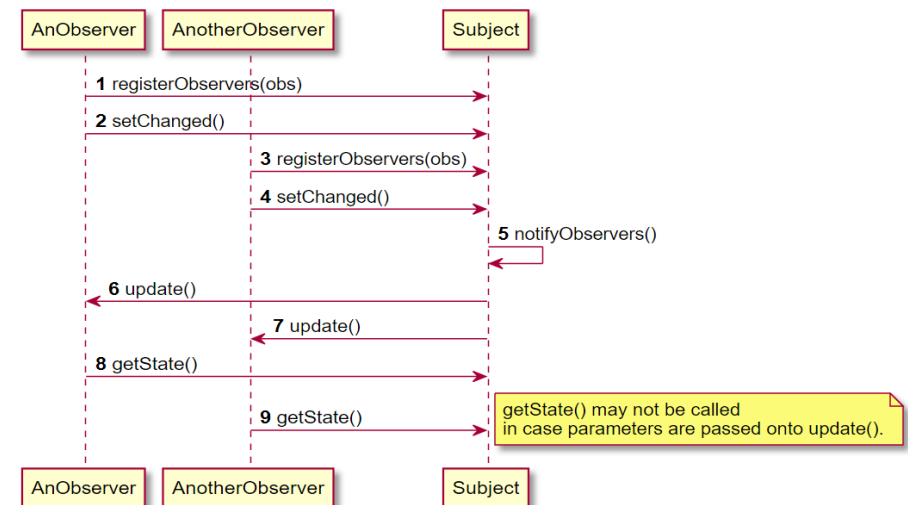 AnObserver AnotherObserver Subject
1 registerObservers(obs)
2 setChanged()
3 registerObservers(obs)
4 setChanged()
5 notifyObservers()
6 update()
7 update()
8 getState()
9 getState()
getState() may not be called
in case parameters are passed onto update().
AnObserver AnotherObserver Subject